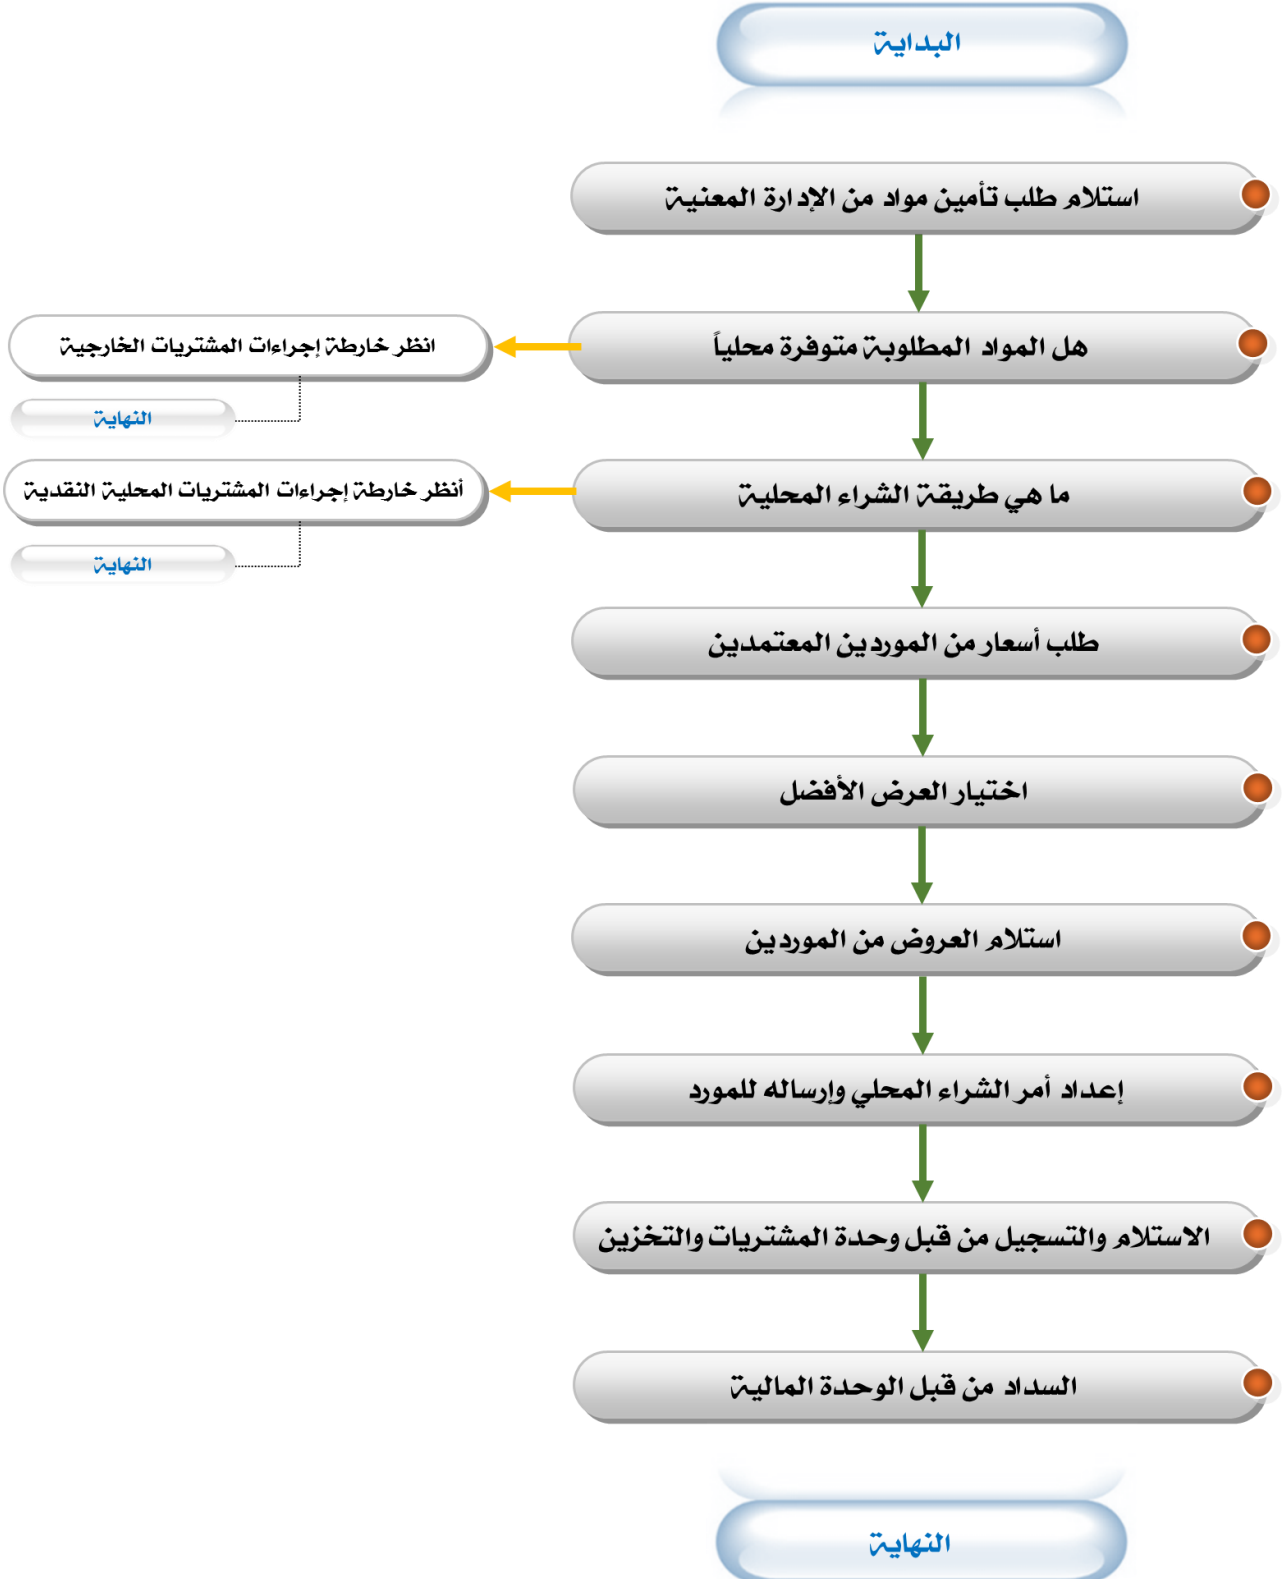 البداية
استلام طلب تأمين مواد من الإدارة المعنية
هل المواد المطلوبة متوفرة محلياً
انظر خارطة إجراءات المشتريات الخارجية
النهاية
ما هي طريقة الشراء المحلية
أنظر خارطة إجراءات المشتريات المحلية النقدية
النهاية
طلب أسعار من الموردين المعتمدين
اختيار العرض الأفضل
استلام العروض من الموردين
إعداد أمر الشراء المحلي وإرساله للمورد
الاستلام والتسجيل من قبل وحدة المشتريات والتخزين
السداد من قبل الوحدة المالية
النهاية